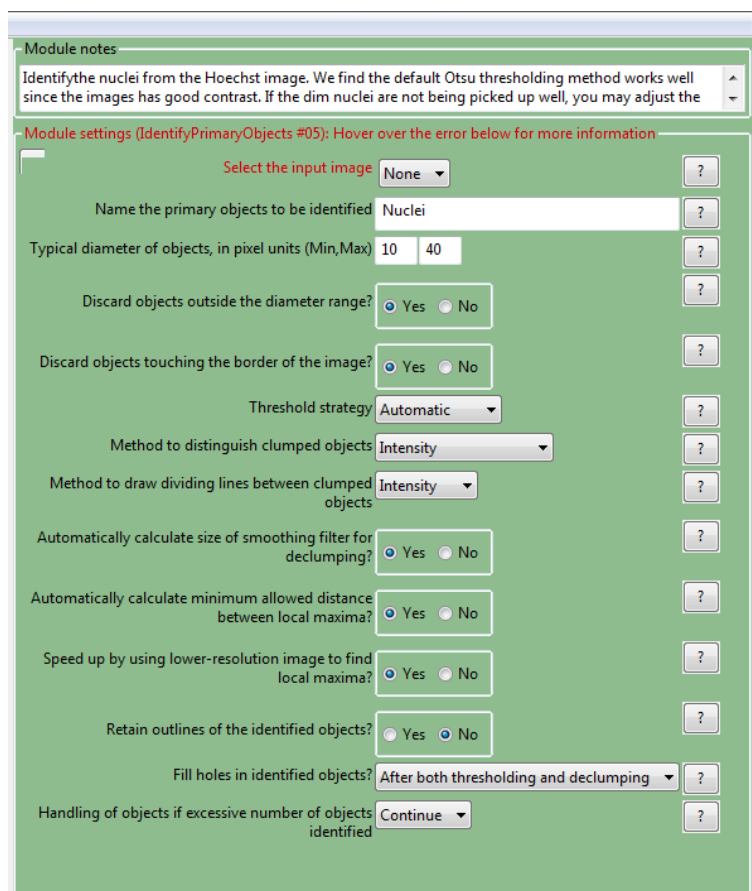 Module notes
Identifythe nuclei from the Hoechst image. We find the default Otsu thresholding method works well
since the images has good contrast. If the dim nuclei are not being picked up well, you may adjust the
Module settings (IdentifyPrimaryObjects #05): Hover over the error below for more information
Select the input image None ?
Name the primary objects to be identified Nuclei ?
Typical diameter of objects, in pixel units (Min,Max) 10 40 ?
Discard objects outside the diameter range? Yes No ?
Discard objects touching the border of the image? Yes No ?
Threshold strategy Automatic ?
Method to distinguish clumped objects Intensity ?
Method to draw dividing lines between clumped
objects Intensity ?
Automatically calculate size of smoothing filter for
declumping? Yes No ?
Automatically calculate minimum allowed distance
between local maxima? Yes No ?
Speed up by using lower-resolution image to find
local maxima? Yes No ?
Retain outlines of the identified objects? Yes No ?
Fill holes in identified objects? After both thresholding and declumping ?
Handling of objects if excessive number of objects
identified Continue ?